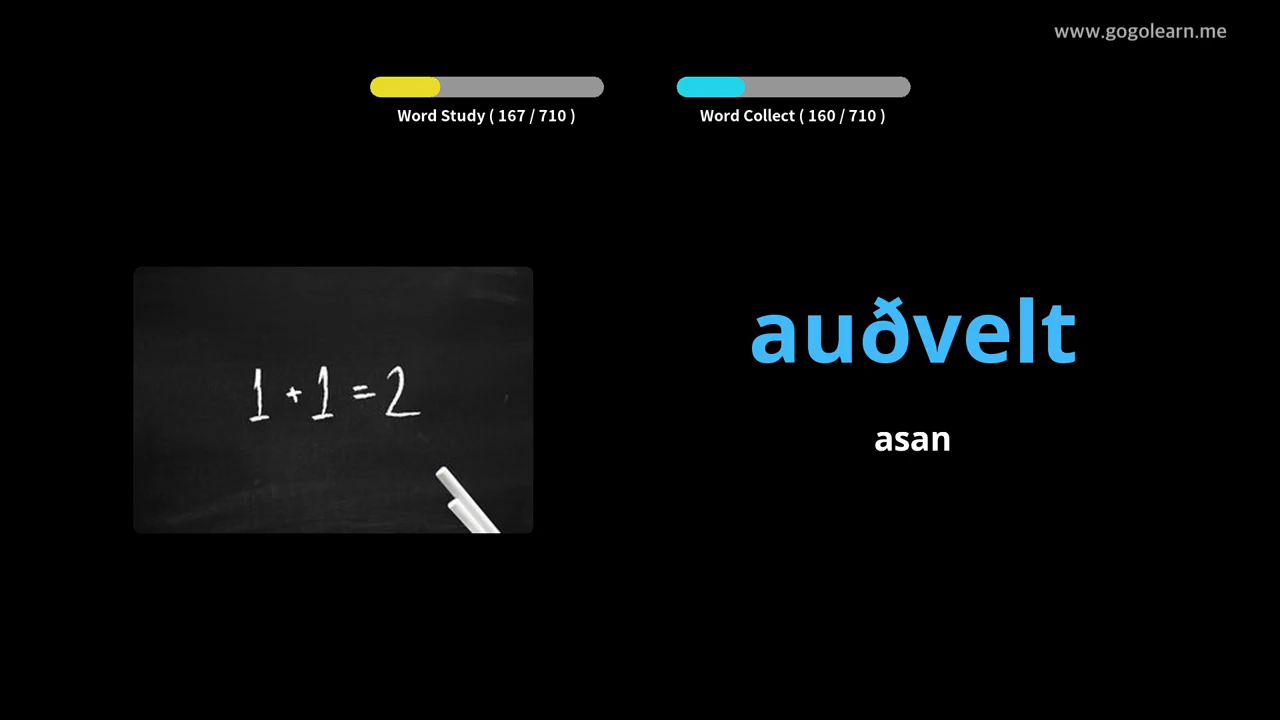 www.gogolearn.me
Word Study ( 167 / 710 )
Word Collect ( 160 / 710 )
1 + 1 = 2
auðvelt
asan